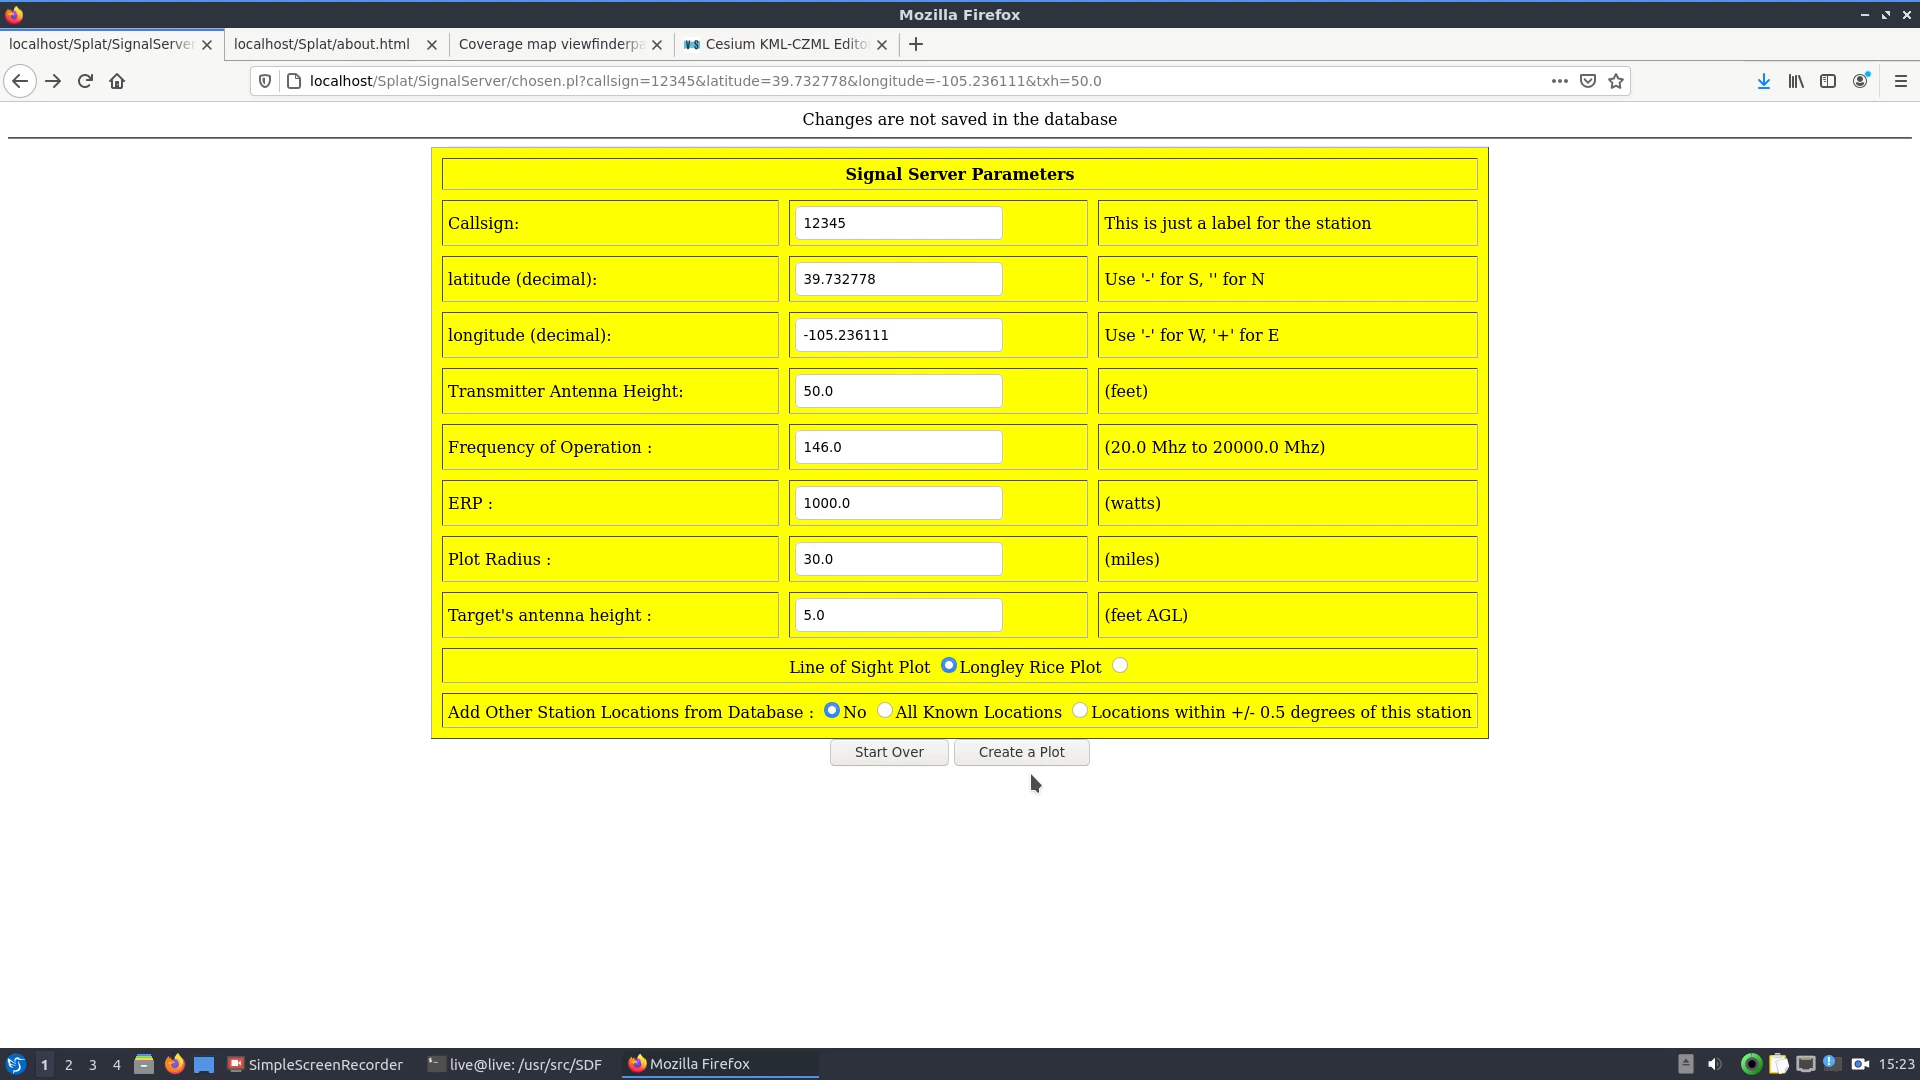 Mozilla Firefox
localhost/Splat/SignalServe
localhost/Splat/about.html
Coverage map viewfinderpa
Cesium KML-CZML Edito
localhost/Splat/SignalServer/chosen.pl?callsign=12345&latitude=39.732778&longitude=-105.236111&txh=50.0
Changes are not saved in the database
Signal Server Parameters
Callsign: 12345 This is just a label for the station
latitude (decimal): 39.732778 Use '-' for S, '' for N
longitude (decimal): -105.236111 Use '-' for W, '+' for E
Transmitter Antenna Height: 50.0 (feet)
Frequency of Operation : 146.0 (20.0 Mhz to 20000.0 Mhz)
ERP : 1000.0 (watts)
Plot Radius : 30.0 (miles)
Target's antenna height : 5.0 (feet AGL)
Line of Sight Plot Longley Rice Plot
Add Other Station Locations from Database : No All Known Locations Locations within +/- 0.5 degrees of this station
Start Over Create a Plot
1 2 3 4 SimpleScreenRecorder live@live: /usr/src/SDF Mozilla Firefox 15:23